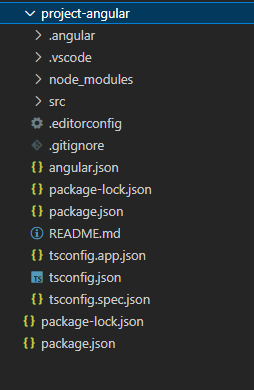 project-angular
.angular
.vscode
node_modules
src
.editorconfig
.gitignore
angular.json
package-lock.json
package.json
README.md
tsconfig.app.json
tsconfig.json
tsconfig.spec.json
package-lock.json
package.json